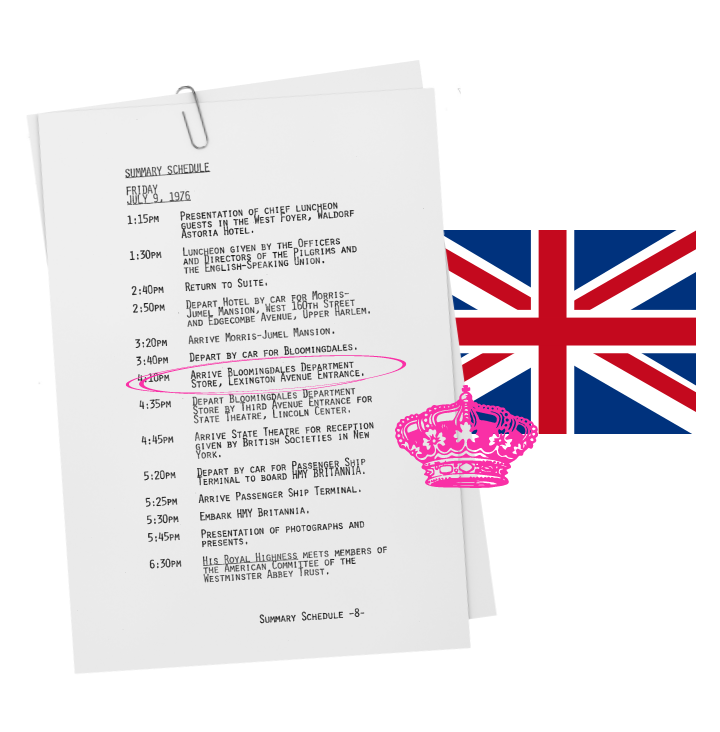 SUMMARY SCHEDULE
FRIDAY
JULY 9, 1976
1:15PM PRESENTATION OF CHIEF LUNCHEON
GUESTS IN THE WEST FOYER, WALDORF
ASTORIA HOTEL.
1:30PM LUNCHEON GIVEN BY THE OFFICERS
AND DIRECTORS OF THE PILGRIMS AND
THE ENGLISH-SPEAKING UNION.
2:40PM RETURN TO SUITE.
2:50PM DEPART HOTEL BY CAR FOR MORRIS-
JUMEL MANSION, WEST 160TH STREET
AND EDGECOMBE AVENUE, UPPER HARLEM.
3:20PM ARRIVE MORRIS-JUMEL MANSION.
3:40PM DEPART BY CAR FOR BLOOMINGDALES.
4:10PM ARRIVE BLOOMINGDALES DEPARTMENT
STORE, LEXINGTON AVENUE ENTRANCE.
4:35PM DEPART BLOOMINGDALES DEPARTMENT
STORE BY THIRD AVENUE ENTRANCE FOR
STATE THEATRE, LINCOLN CENTER.
4:45PM ARRIVE STATE THEATRE FOR RECEPTION
GIVEN BY BRITISH SOCIETIES IN NEW
YORK.
5:20PM DEPART BY CAR FOR PASSENGER SHIP
TERMINAL TO BOARD HMY BRITANNIA.
5:25PM ARRIVE PASSENGER SHIP TERMINAL.
5:30PM EMBARK HMY BRITANNIA.
5:45PM PRESENTATION OF PHOTOGRAPHS AND
PRESENTS.
6:30PM HIS ROYAL HIGHNESS MEETS MEMBERS OF
THE AMERICAN COMMITTEE OF THE
WESTMINSTER ABBEY TRUST.
SUMMARY SCHEDULE -8-